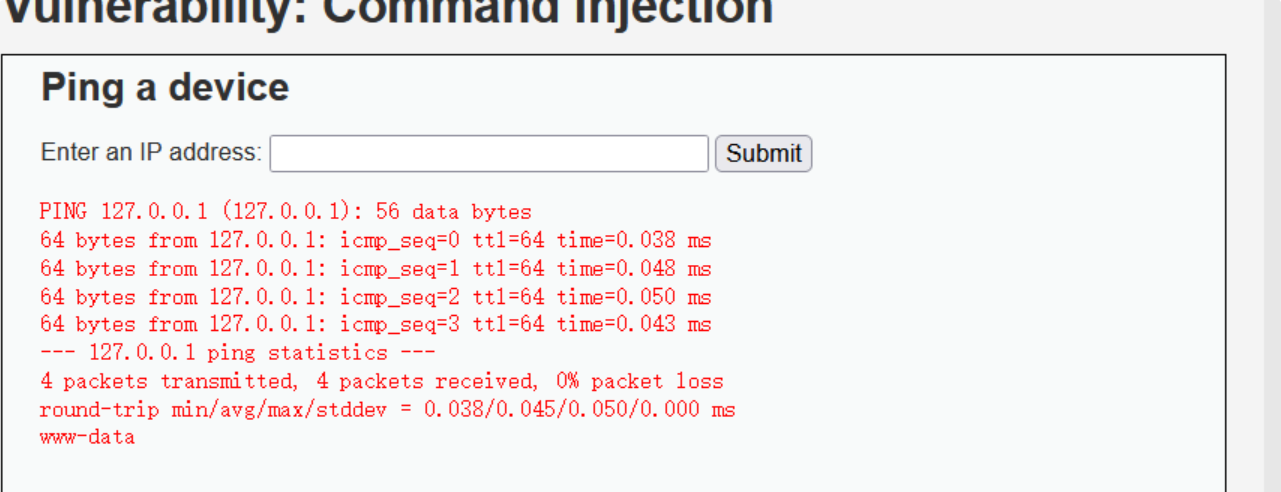 Vulnerability: Command Injection
Ping a device
Enter an IP address: Submit
PING 127.0.0.1 (127.0.0.1): 56 data bytes
64 bytes from 127.0.0.1: icmp_seq=0 ttl=64 time=0.038 ms
64 bytes from 127.0.0.1: icmp_seq=1 ttl=64 time=0.048 ms
64 bytes from 127.0.0.1: icmp_seq=2 ttl=64 time=0.050 ms
64 bytes from 127.0.0.1: icmp_seq=3 ttl=64 time=0.043 ms
--- 127.0.0.1 ping statistics ---
4 packets transmitted, 4 packets received, 0% packet loss
round-trip min/avg/max/stddev = 0.038/0.045/0.050/0.000 ms
www-data